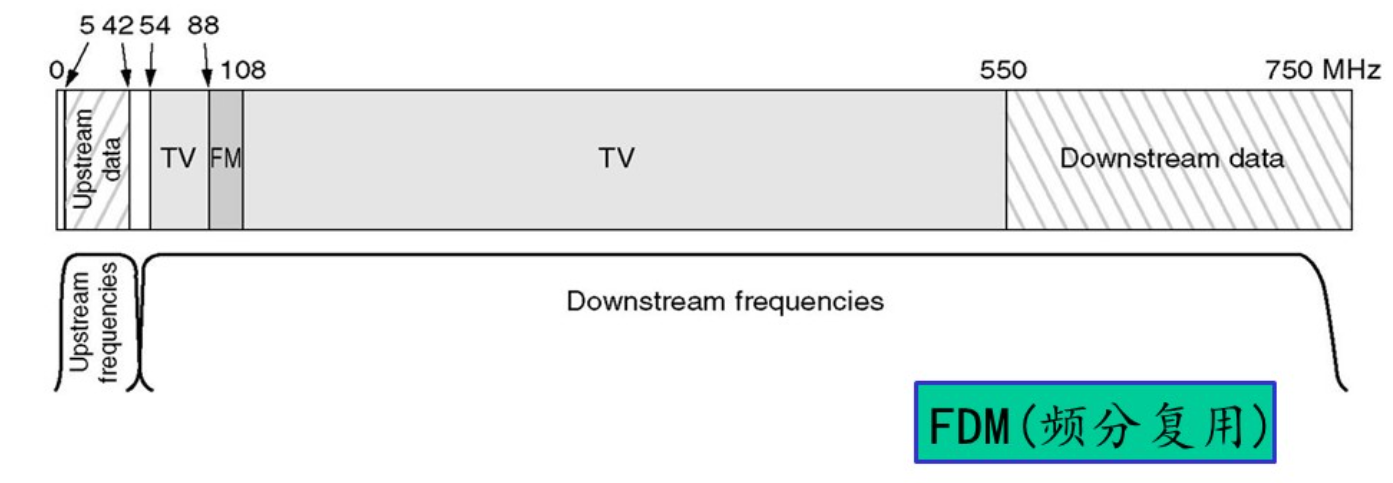 5 42 54 88
0 108 550 750 MHz
Upstream
data
TV
FM
TV
Downstream data
Upstream
frequencies
Downstream frequencies
FDM(频分复用)